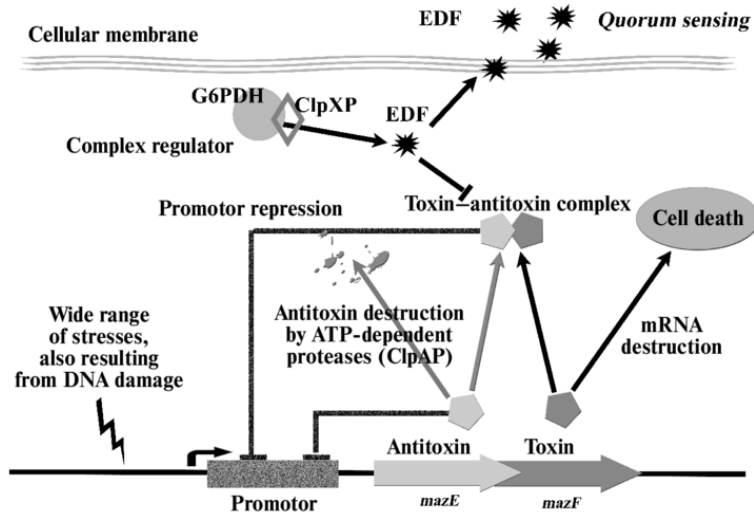 EDF
Quorum sensing
Cellular membrane
G6PDH
ClpXP
EDF
Complex regulator
Promotor repression
Toxin–antitoxin complex
Cell death
Wide range
of stresses,
also resulting
from DNA damage
Antitoxin destruction
by ATP-dependent
proteases (ClpAP)
mRNA
destruction
Antitoxin
Toxin
Promotor
mazE
mazF